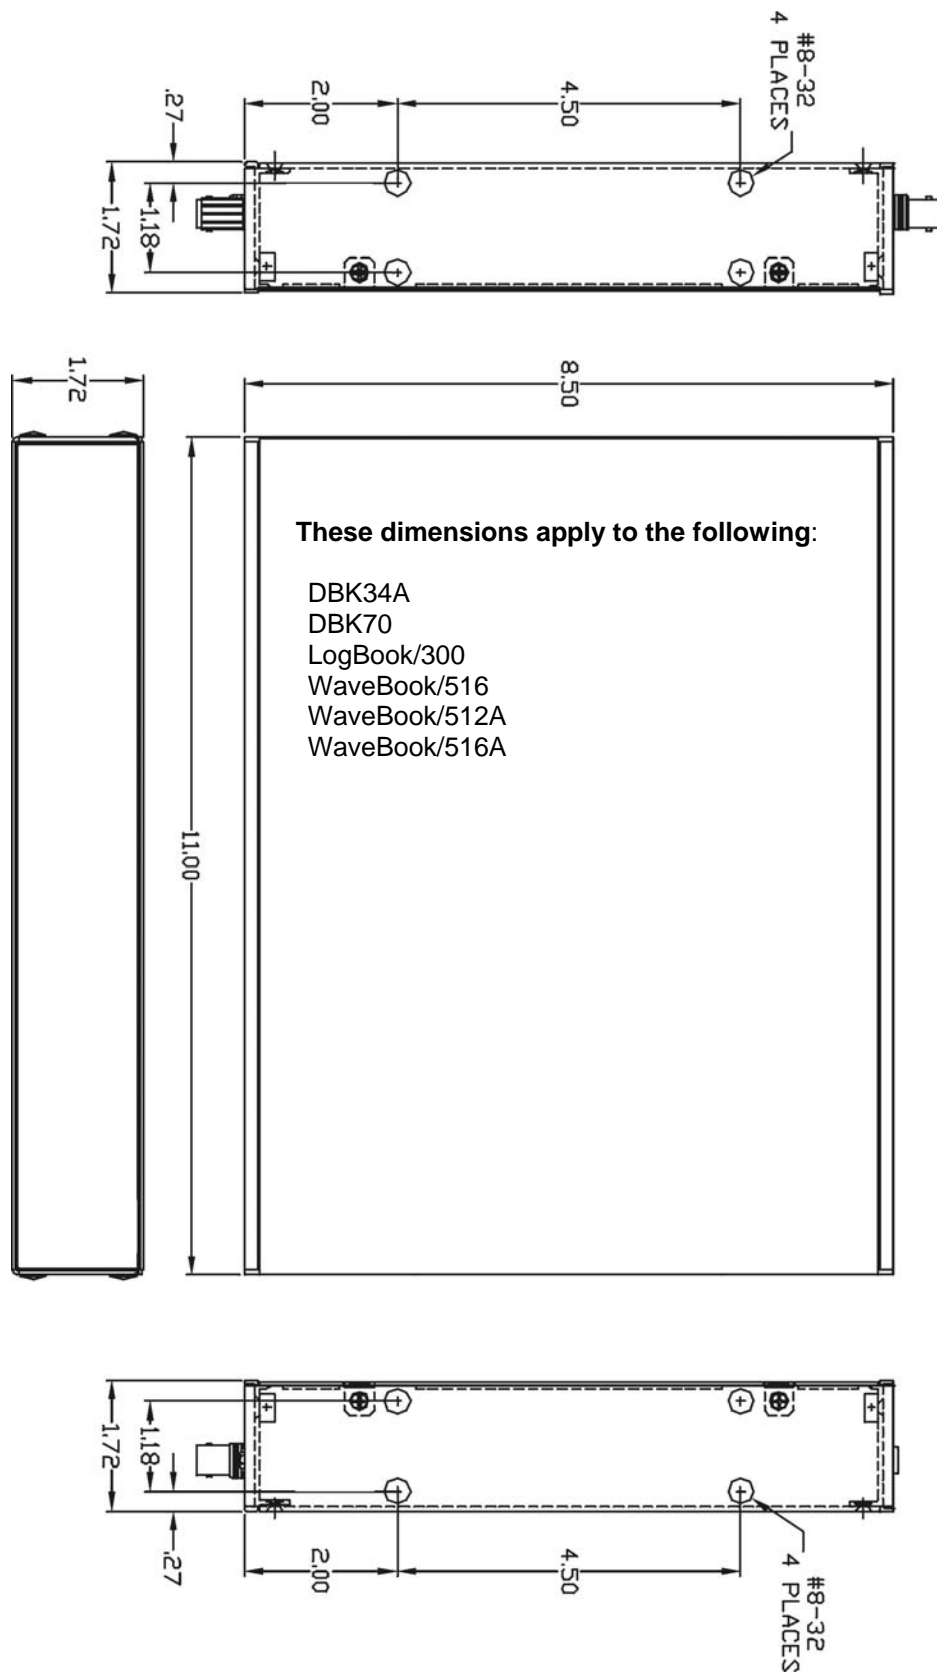 #8-32
4 PLACES
2.00
4.50
.27
1.18
1.72
1.72
8.50
These dimensions apply to the following:
DBK34A
DBK70
LogBook/300
WaveBook/516
WaveBook/512A
WaveBook/516A
11.00
1.18
1.72
.27
2.00
4.50
#8-32
4 PLACES